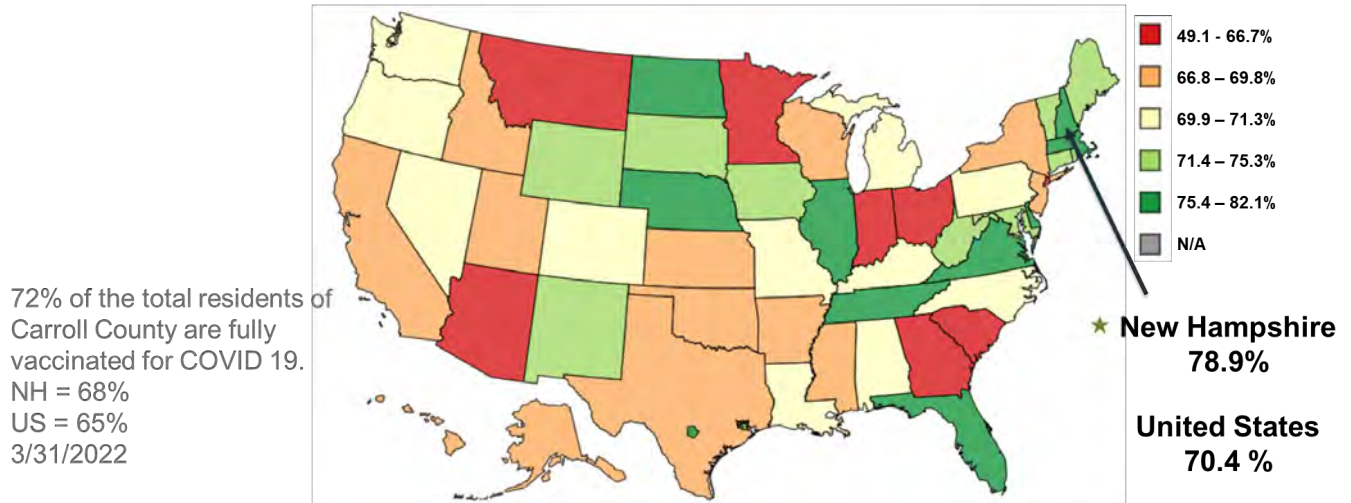 49.1 - 66.7%
66.8 – 69.8%
69.9 – 71.3%
71.4 – 75.3%
75.4 – 82.1%
N/A
72% of the total residents of
Carroll County are fully
vaccinated for COVID 19.
NH = 68%
US = 65%
3/31/2022
New Hampshire
78.9%
United States
70.4 %